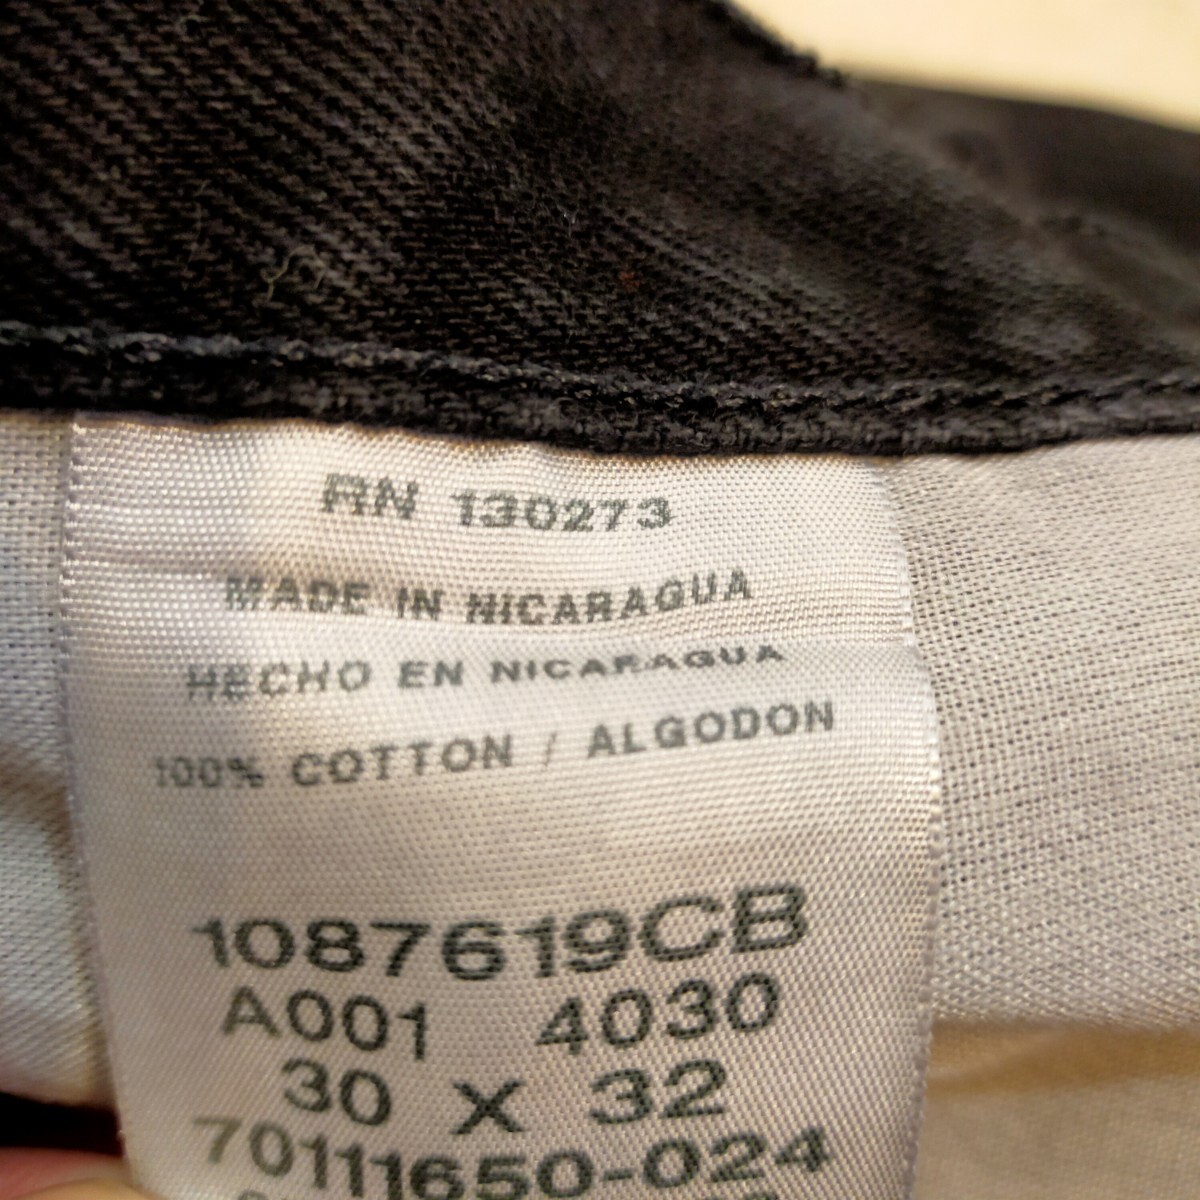 RN 130273
MADE IN NICARAGUA
HECHO EN NICARAGUA
100% COTTON / ALGODON
1087619CB
A001 4030
30 X 32
70111650-024